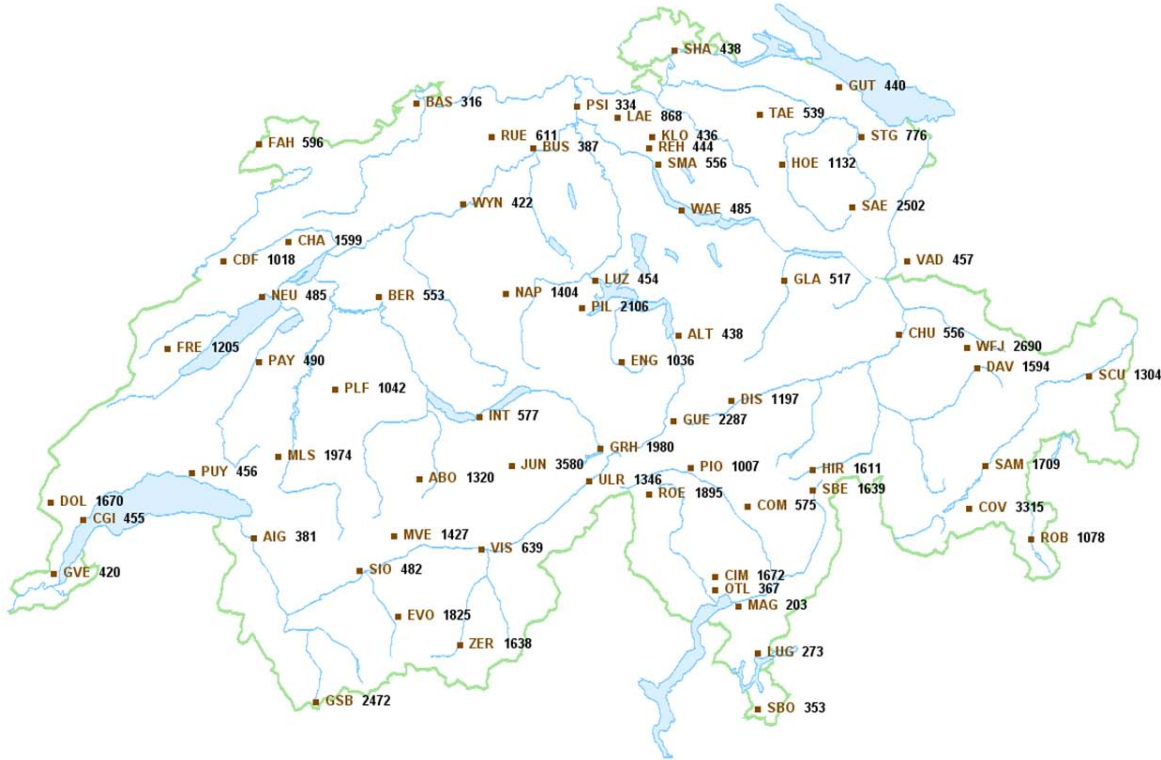 SHA 438
GUT 440
BAS 316
PSI 334
TAE 539
LAE 868
RUE 611
KLO 436
STG 776
FAH 596
BUS 387
REH 444
SMA 556
HOE 1132
WYN 422
SAE 2502
WAE 485
CHA 1599
CDF 1018
VAD 457
LUZ 454
GLA 517
NAP 1404
NEU 485
BER 553
PIL 2106
CHU 556
ALT 438
FRE 1205
WFJ 2690
PAY 490
ENG 1036
DAV 1594
SCU 1304
PLF 1042
DIS 1197
INT 577
GUE 2287
GRH 1980
MLS 1974
JUN 3580
PIO 1007
HIR 1611
SAM 1709
PUY 456
ABO 1320
ULR 1346
SBE 1639
ROE 1895
DOL 1670
COM 575
COV 3315
CGI 455
AIG 381
MVE 1427
ROB 1078
VIS 639
GVE 420
SIO 482
CIM 1672
OTL 367
MAG 203
EVO 1825
ZER 1638
LUG 273
GSB 2472
SBO 353